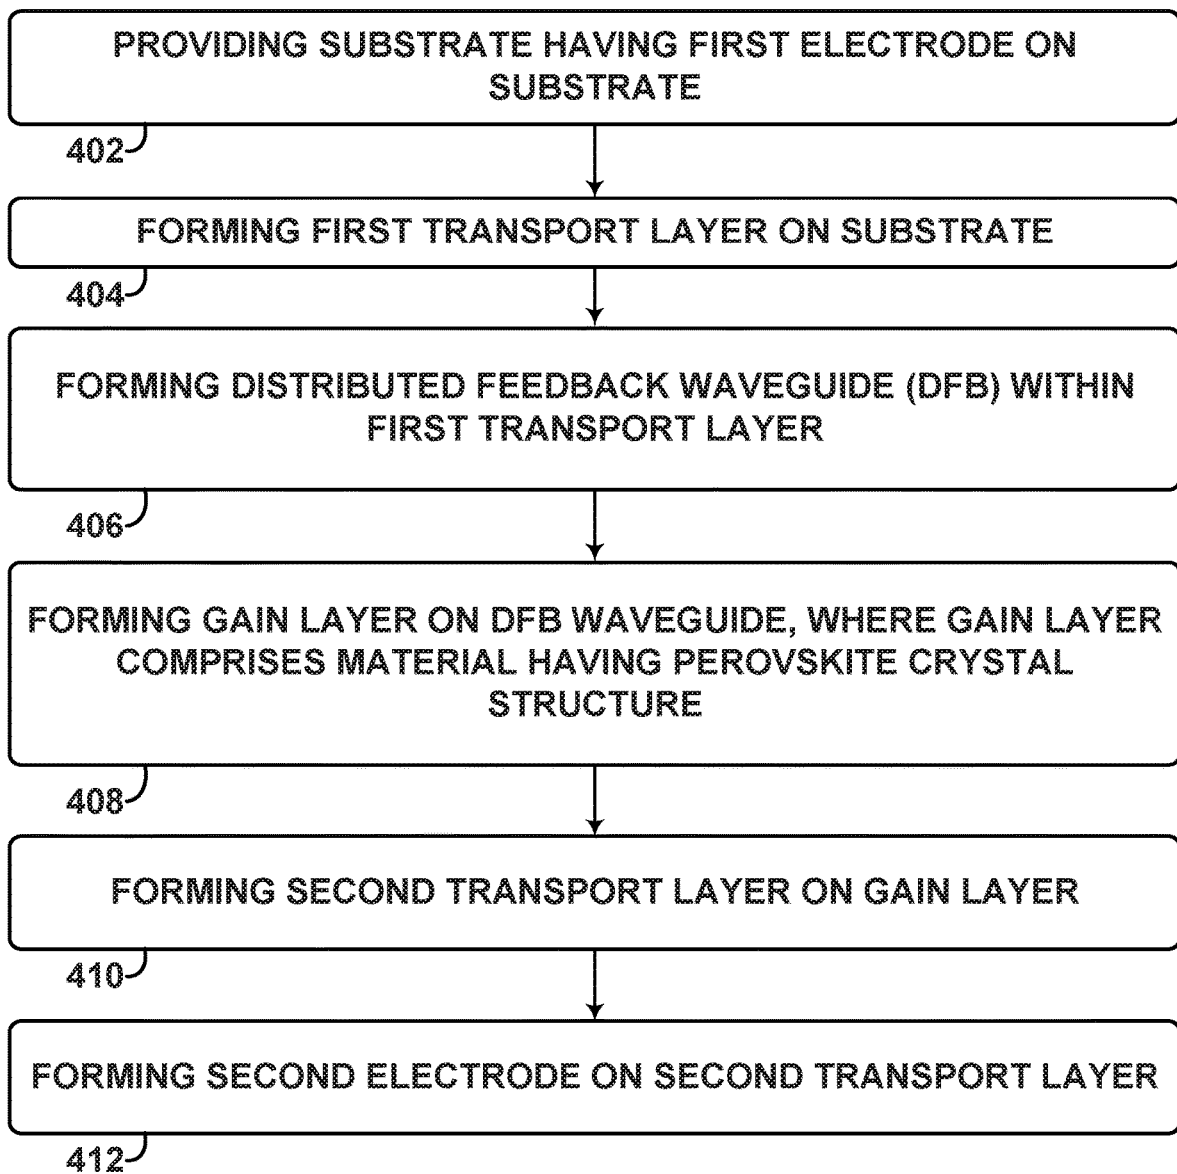 PROVIDING SUBSTRATE HAVING FIRST ELECTRODE ON
SUBSTRATE
402
FORMING FIRST TRANSPORT LAYER ON SUBSTRATE
404
FORMING DISTRIBUTED FEEDBACK WAVEGUIDE (DFB) WITHIN
FIRST TRANSPORT LAYER
406
FORMING GAIN LAYER ON DFB WAVEGUIDE, WHERE GAIN LAYER
COMPRISES MATERIAL HAVING PEROVSKITE CRYSTAL
STRUCTURE
408
FORMING SECOND TRANSPORT LAYER ON GAIN LAYER
410
FORMING SECOND ELECTRODE ON SECOND TRANSPORT LAYER
412